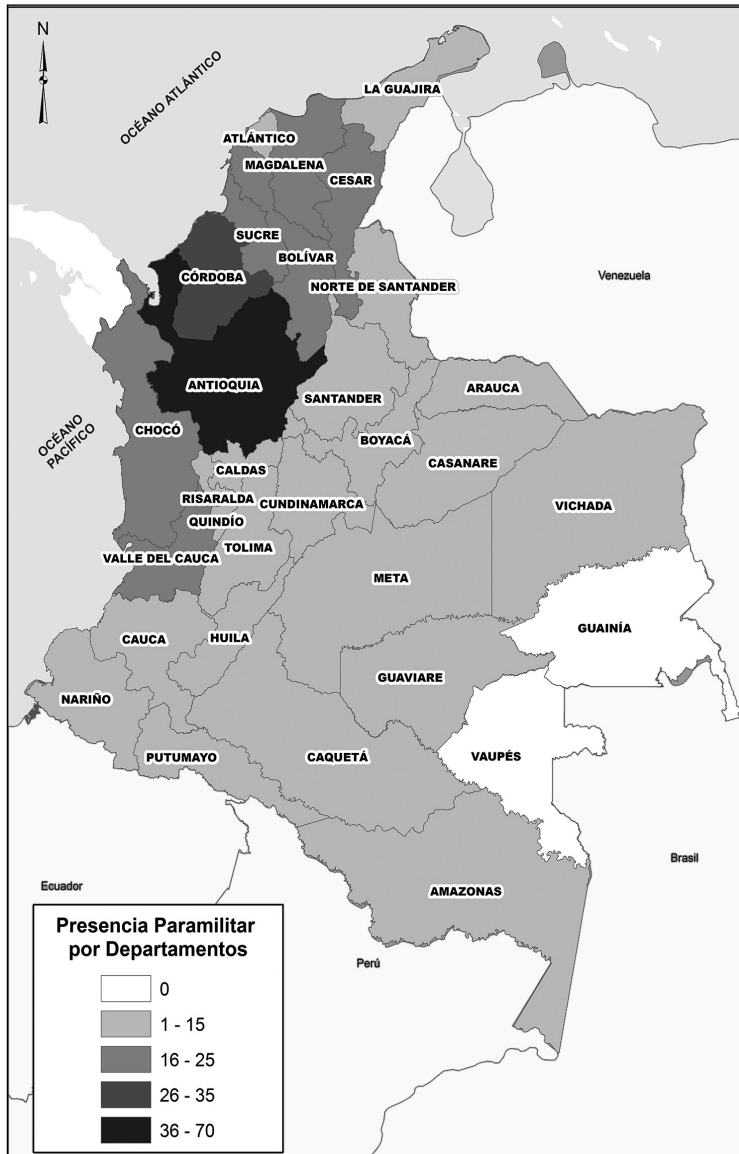 N
OCÉANO ATLÁNTICO
LA GUAJIRA
ATLÁNTICO
MAGDALENA
CESAR
SUCRE
BOLÍVAR
CÓRDOBA
Venezuela
NORTE DE SANTANDER
ANTIOQUIA
ARAUCA
SANTANDER
OCÉANO
PACÍFICO
CHOCÓ
BOYACÁ
CASANARE
CALDAS
RISARALDA
CUNDINAMARCA
VICHADA
QUINDÍO
TOLIMA
VALLE DEL CAUCA
META
GUAINÍA
CAUCA
HUILA
GUAVIARE
NARIÑO
PUTUMAYO
CAQUETÁ
VAUPÉS
Brasil
Ecuador
AMAZONAS
Perú
Presencia Paramilitar
por Departamentos
0
1 - 15
16 - 25
26 - 35
36 - 70